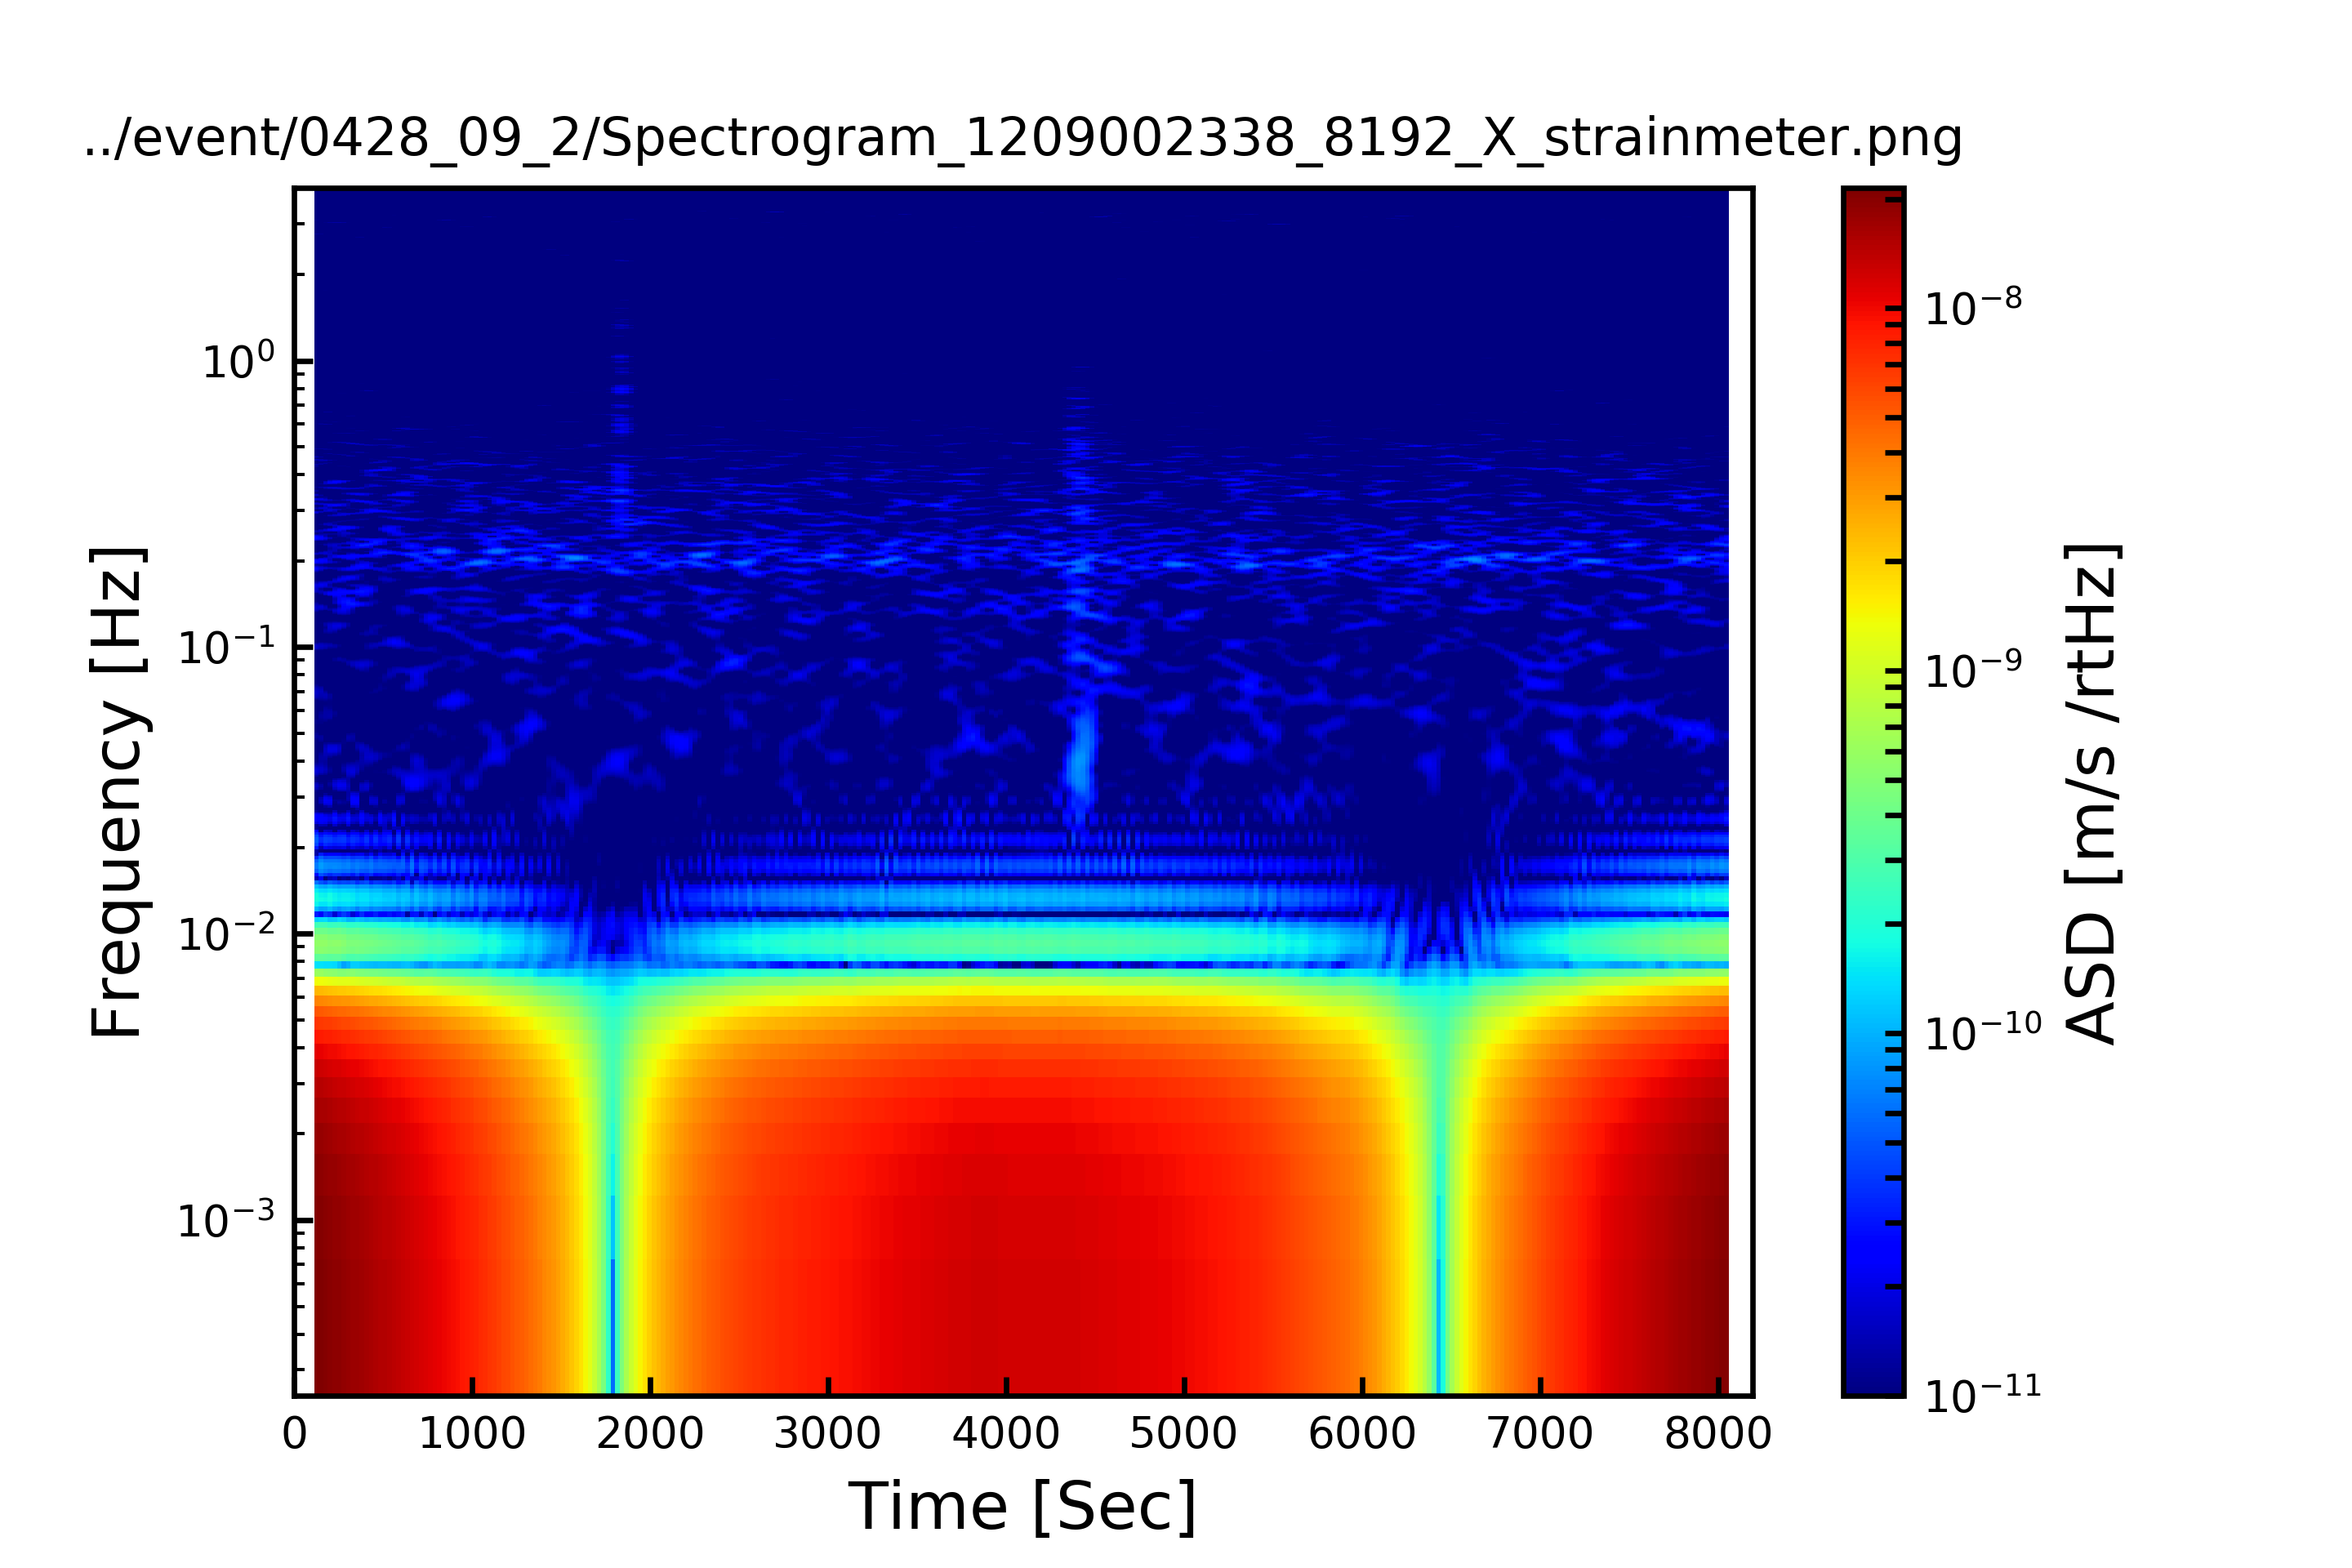 ../event/0428_09_2/Spectrogram_1209002338_8192_X_strainmeter.png
Frequency [Hz]
10⁰
10⁻¹
10⁻²
10⁻³
0 1000 2000 3000 4000 5000 6000 7000 8000
Time [Sec]
10⁻⁸
10⁻⁹
10⁻¹⁰
10⁻¹¹
ASD [m/s /rtHz]